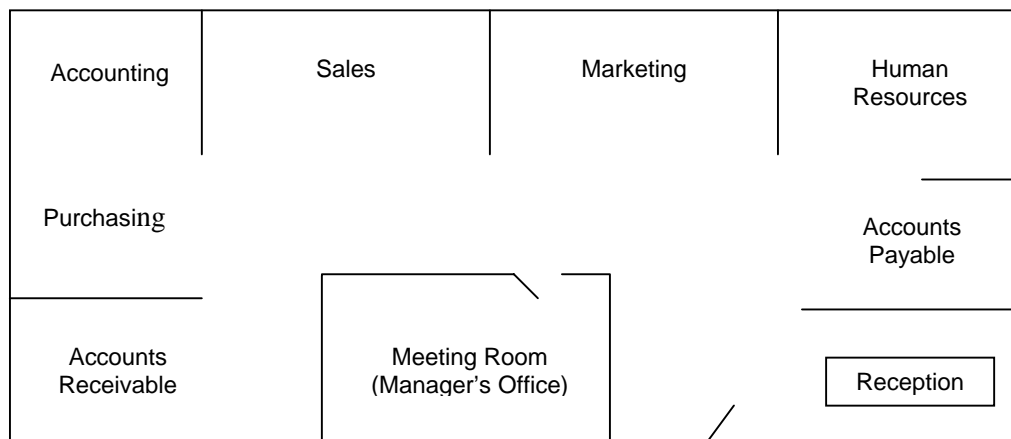 Accounting
Sales
Marketing
Human
Resources
Purchasing
Accounts
Payable
Accounts
Receivable
Meeting Room
(Manager's Office)
Reception